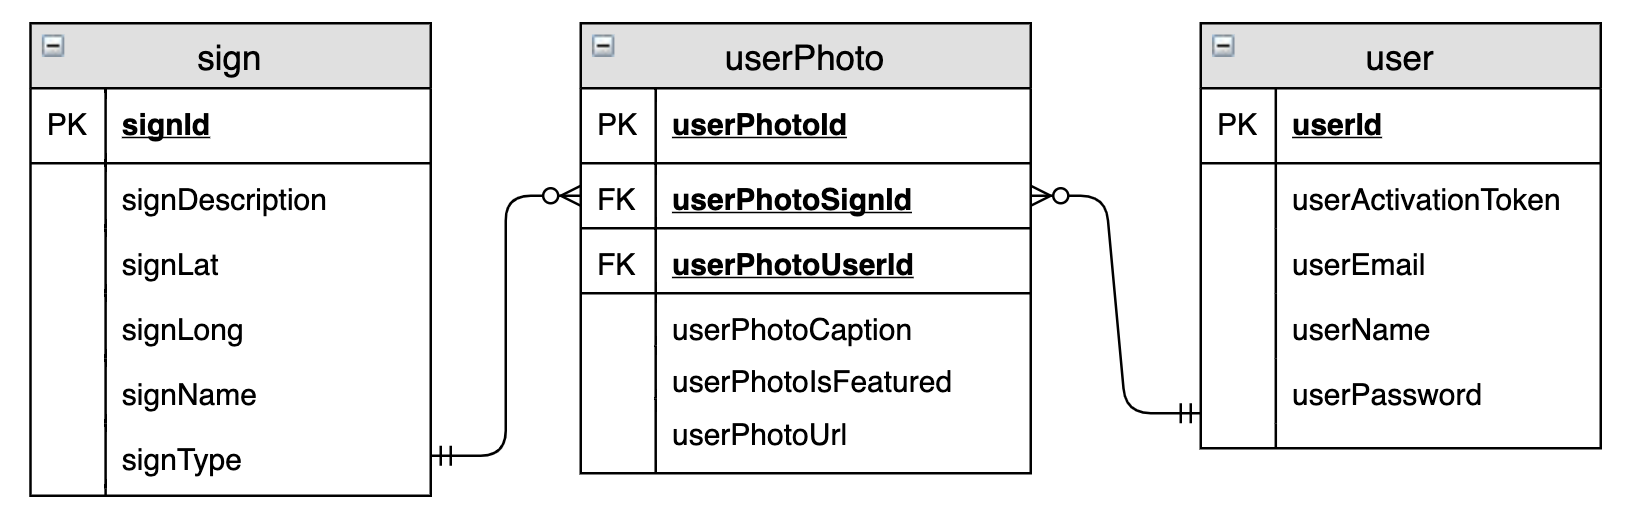 sign
PK signId
signDescription
signLat
signLong
signName
signType
userPhoto
PK userPhotoId
FK userPhotoSignId
FK userPhotoUserId
userPhotoCaption
userPhotoIsFeatured
userPhotoUrl
user
PK userId
userActivationToken
userEmail
userName
userPassword